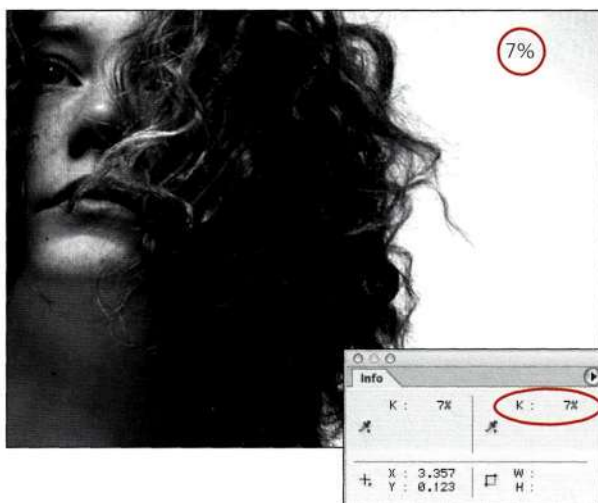 7%
Info
K : 7% K : 7%
X : 3.357 W :
Y : 0.123 H :